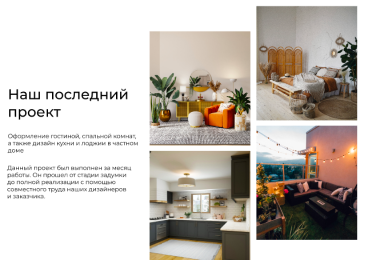 Наш последний
проект
Оформление гостиной, спальной комнат,
а также дизайн кухни и лоджии в частном
доме
Данный проект был выполнен за месяц
работы. Он прошел от стадии задумки
до полной реализации с помощью
совместного труда наших дизайнеров
и заказчика.